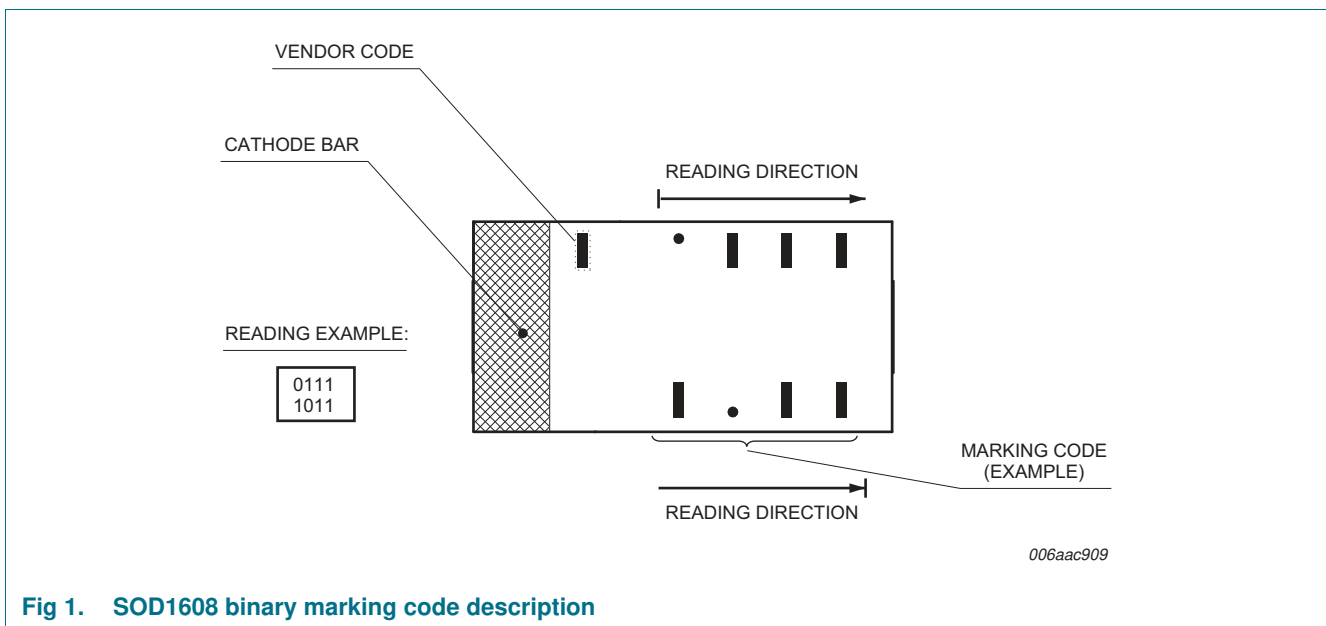 VENDOR CODE
CATHODE BAR
READING DIRECTION
READING EXAMPLE:
0111
1011
MARKING CODE
(EXAMPLE)
READING DIRECTION
006aac909
Fig 1. SOD1608 binary marking code description